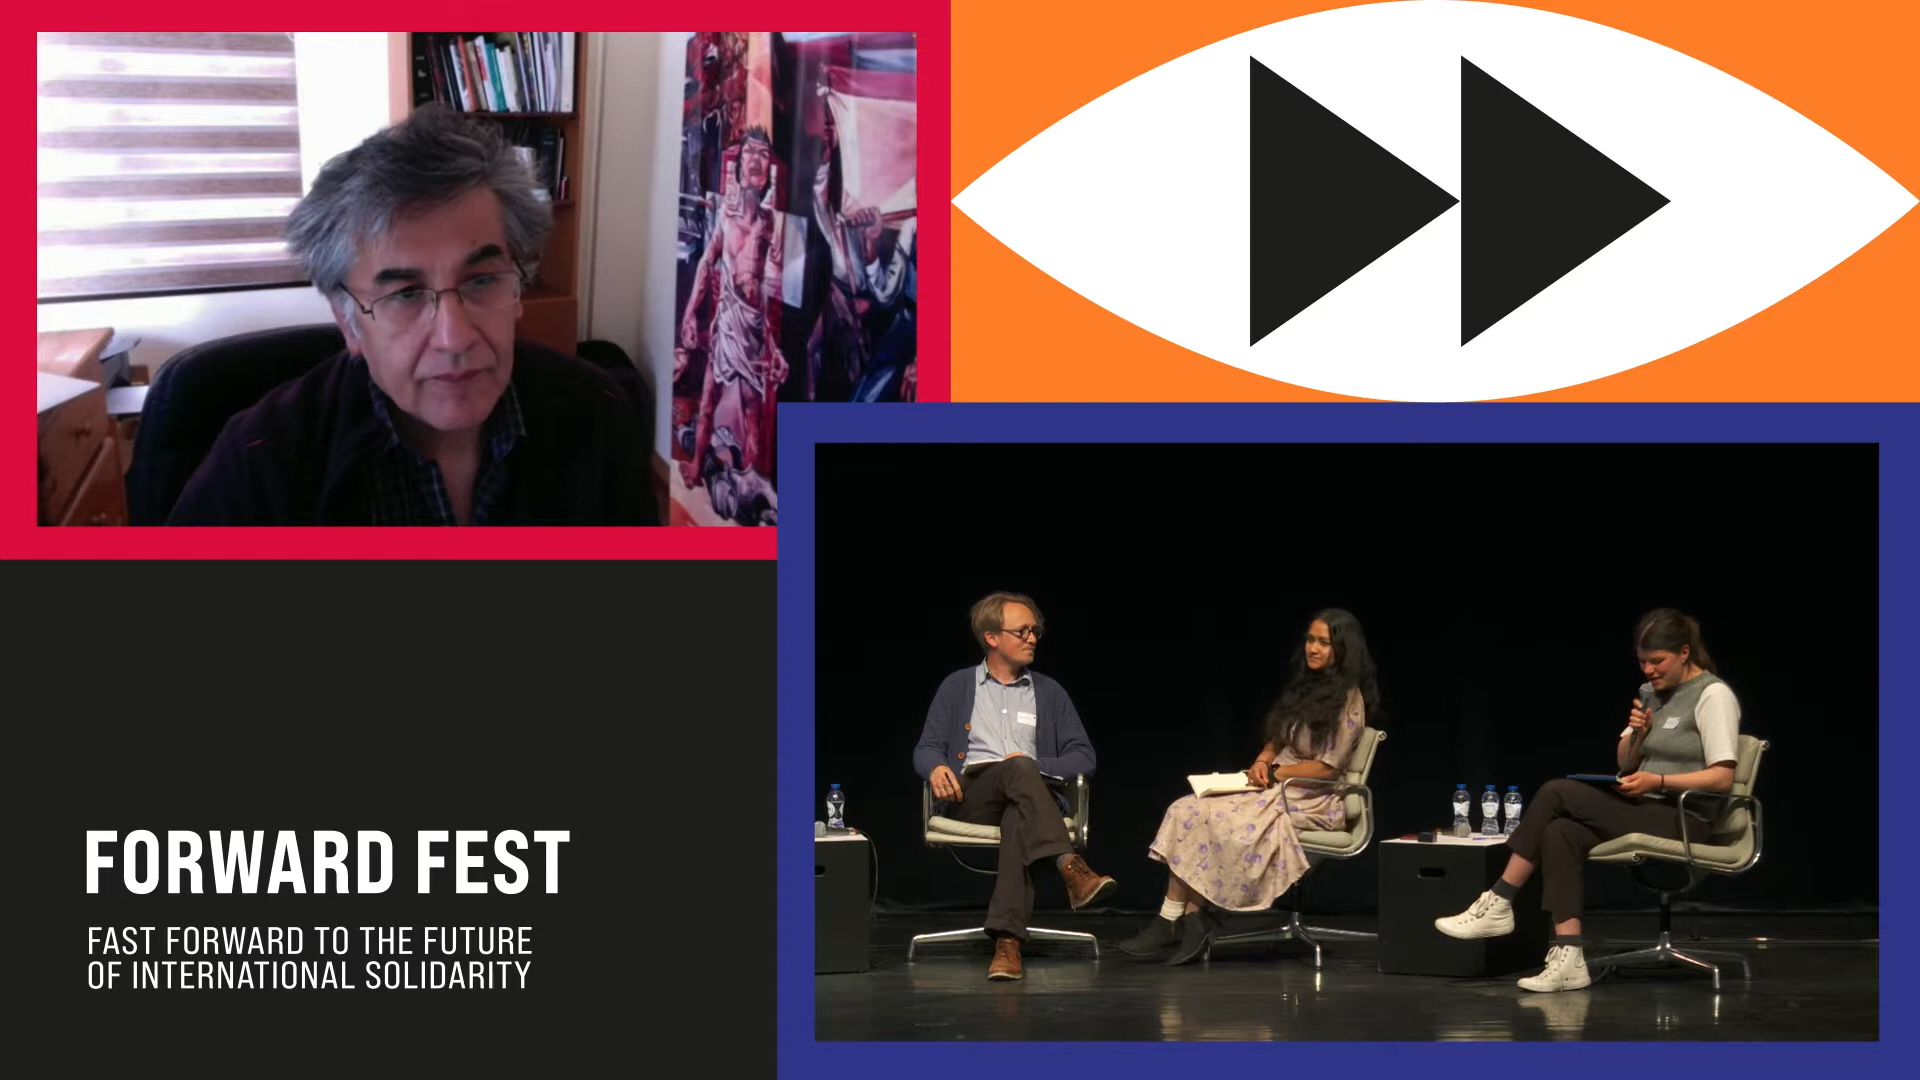 FORWARD FEST
FAST FORWARD TO THE FUTURE
OF INTERNATIONAL SOLIDARITY